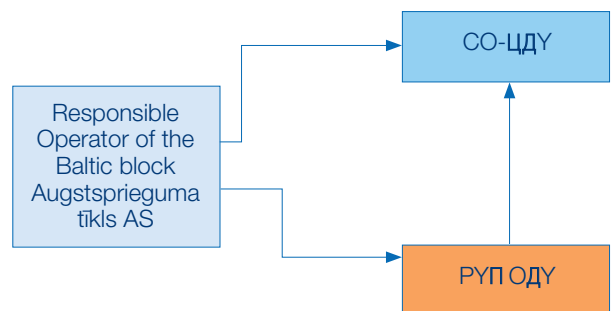 СО-ЦДУ
Responsible
Operator of the
Baltic block
Augstsprieguma
tīkls AS
РУП ОДУ